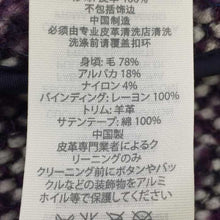 不包括饰边
中国制造
必须由专业皮革清洗店清洗
洗涤前请覆盖扣环
身頃: 毛 78%
アルパカ 18%
ナイロン 4%
バインディング: レーヨン 100%
トリム: 羊革
サテンテープ: 綿 100%
中国製
皮革専門業者によるク
リーニングのみ
クリーニング前にボタンやバッ
クルなどの装飾物をアルミ
ホイル等で保護してください